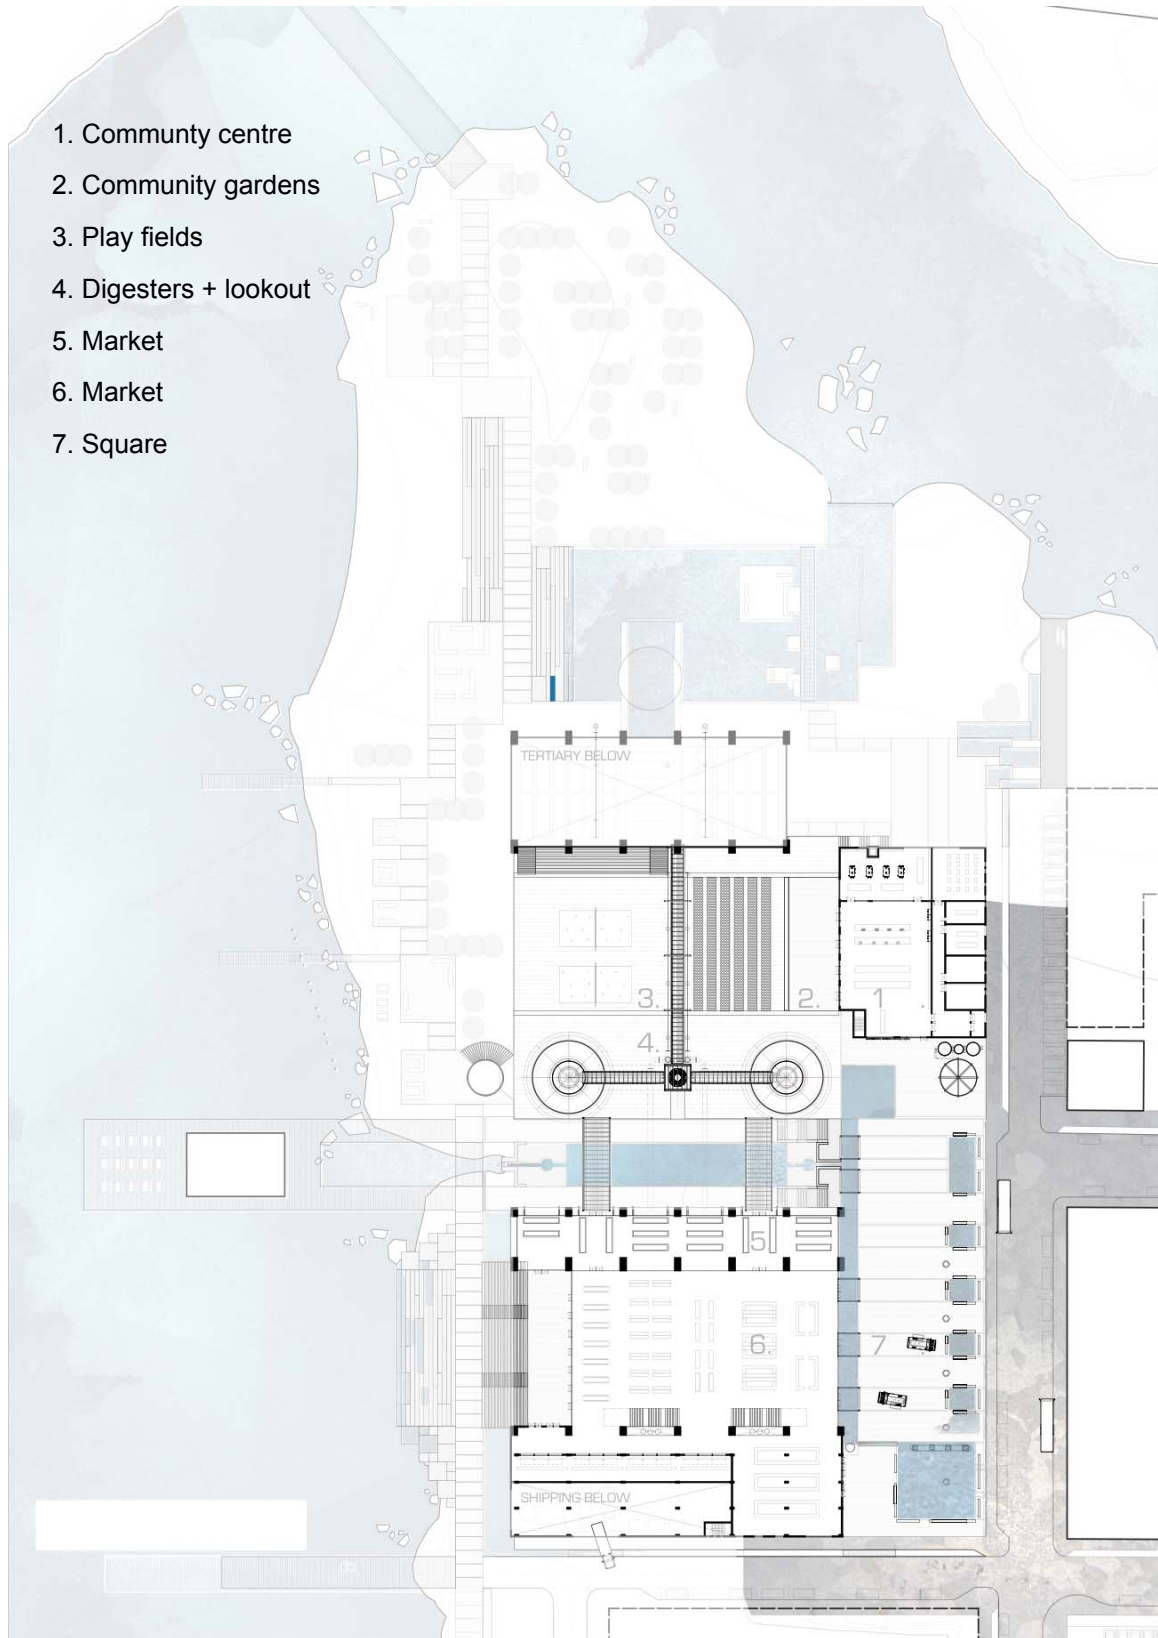 1. Communty centre
2. Community gardens
3. Play fields
4. Digesters + lookout
5. Market
6. Market
7. Square
TERTIARY BELOW
3.
2.
1
4.
5
6.
7
SHIPPING BELOW